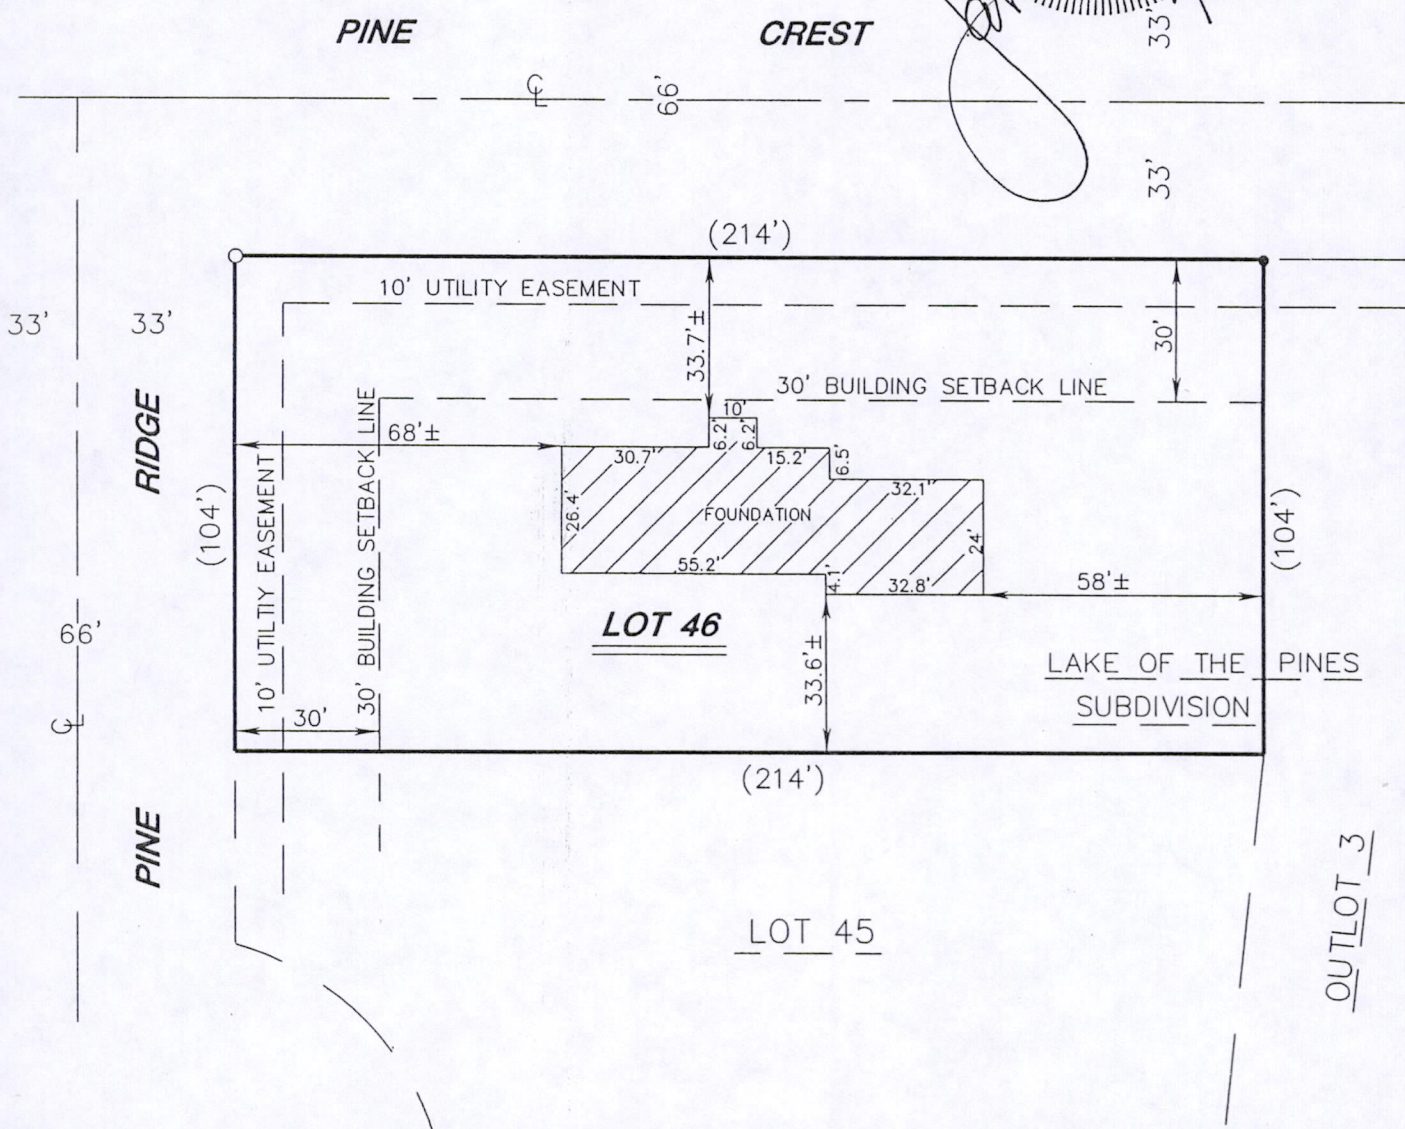 PINE CREST
℄
66'
33'
33'
(214')
10' UTILITY EASEMENT
33' 33'
33.7'±
30'
30' BUILDING SETBACK LINE
RIDGE
68'±
10'
6.2' 6.2'
30.7'
15.2'
6.5'
32.1'
26.4'
FOUNDATION
24'
(104')
(104')
55.2'
4.1'
32.8'
58'±
10' UTILITIY EASEMENT
30' BUILDING SETBACK LINE
LOT 46
66'
33.6'±
LAKE OF THE PINES
SUBDIVISION
30'
℄
(214')
PINE
LOT 45
OUTLOT 3